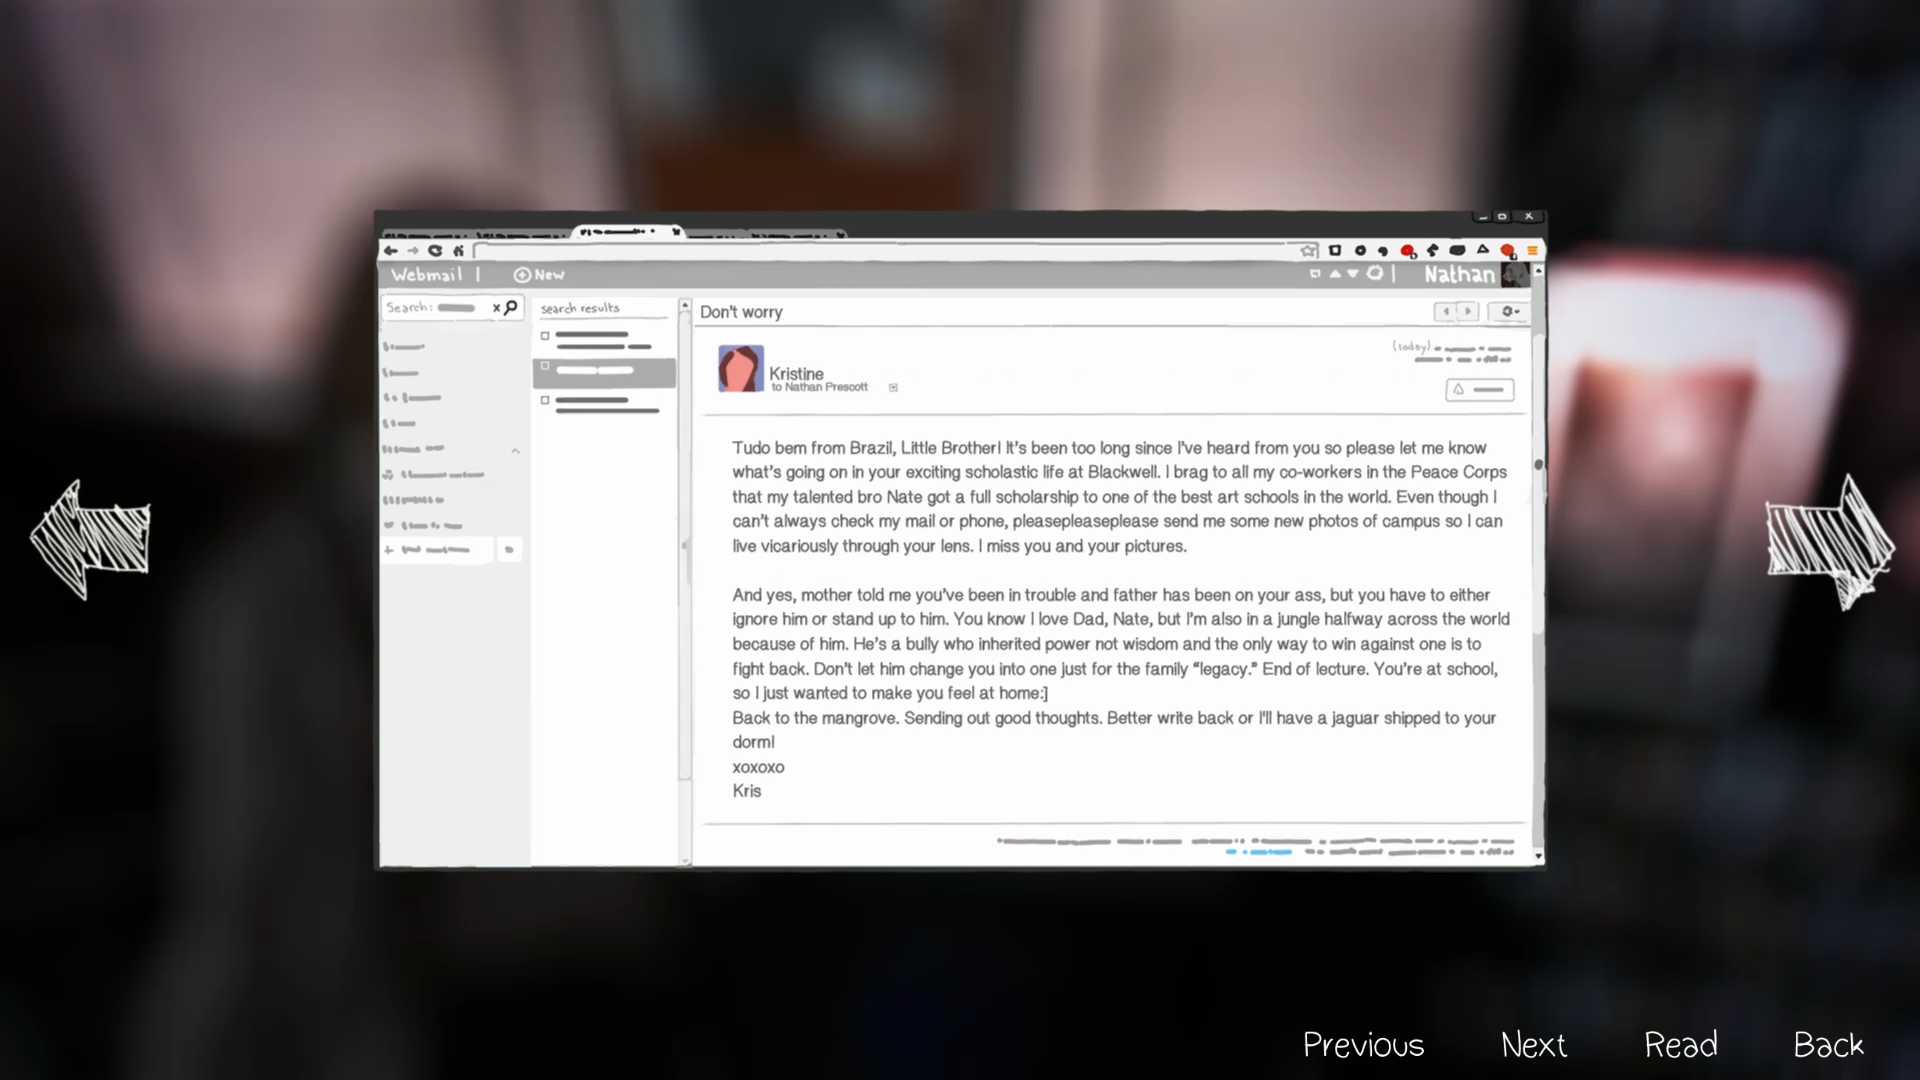 Webmail | New
Nathan
Search:
search results
Don't worry
(today)
Kristine
to Nathan Prescott
Tudo bem from Brazil, Little Brother! It's been too long since I've heard from you so please let me know
what's going on in your exciting scholastic life at Blackwell. I brag to all my co-workers in the Peace Corps
that my talented bro Nate got a full scholarship to one of the best art schools in the world. Even though I
can't always check my mail or phone, pleasepleaseplease send me some new photos of campus so I can
live vicariously through your lens. I miss you and your pictures.
And yes, mother told me you've been in trouble and father has been on your ass, but you have to either
ignore him or stand up to him. You know I love Dad, Nate, but I'm also in a jungle halfway across the world
because of him. He's a bully who inherited power not wisdom and the only way to win against one is to
fight back. Don't let him change you into one just for the family “legacy.” End of lecture. You're at school,
so I just wanted to make you feel at home:]
Back to the mangrove. Sending out good thoughts. Better write back or I'll have a jaguar shipped to your
dorm!
xoxoxo
Kris
Previous
Next
Read
Back